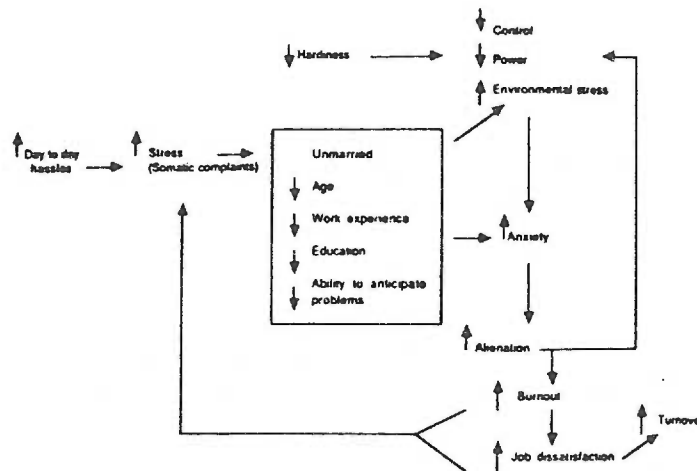 Control
Hardiness
Power
Environmental stress
Day to day
hassles
Stress
(Somatic complaints)
Unmarried
Age
Work experience
Education
Ability to anticipate
problems
Anxiety
Alienation
Burnout
Turnove
Job dissatisfaction